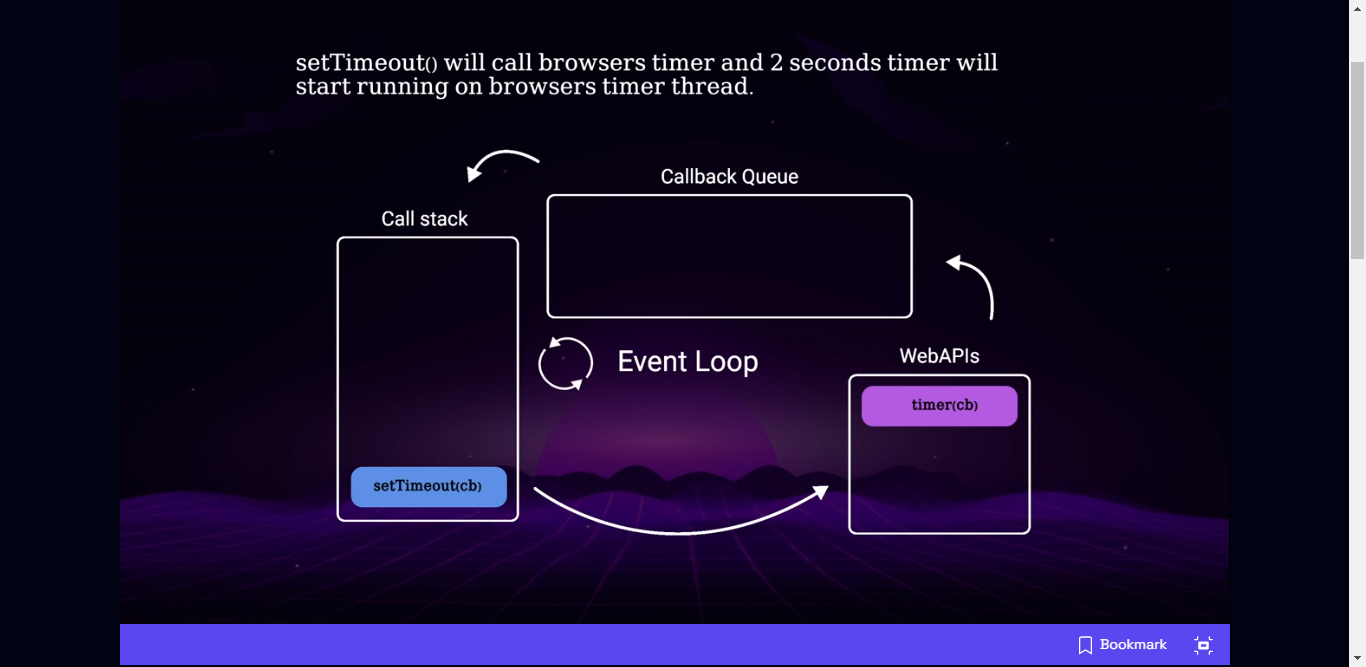 setTimeout() will call browsers timer and 2 seconds timer will
start running on browsers timer thread.
Callback Queue
Call stack
Event Loop
WebAPIs
timer(cb)
setTimeout(cb)
Bookmark